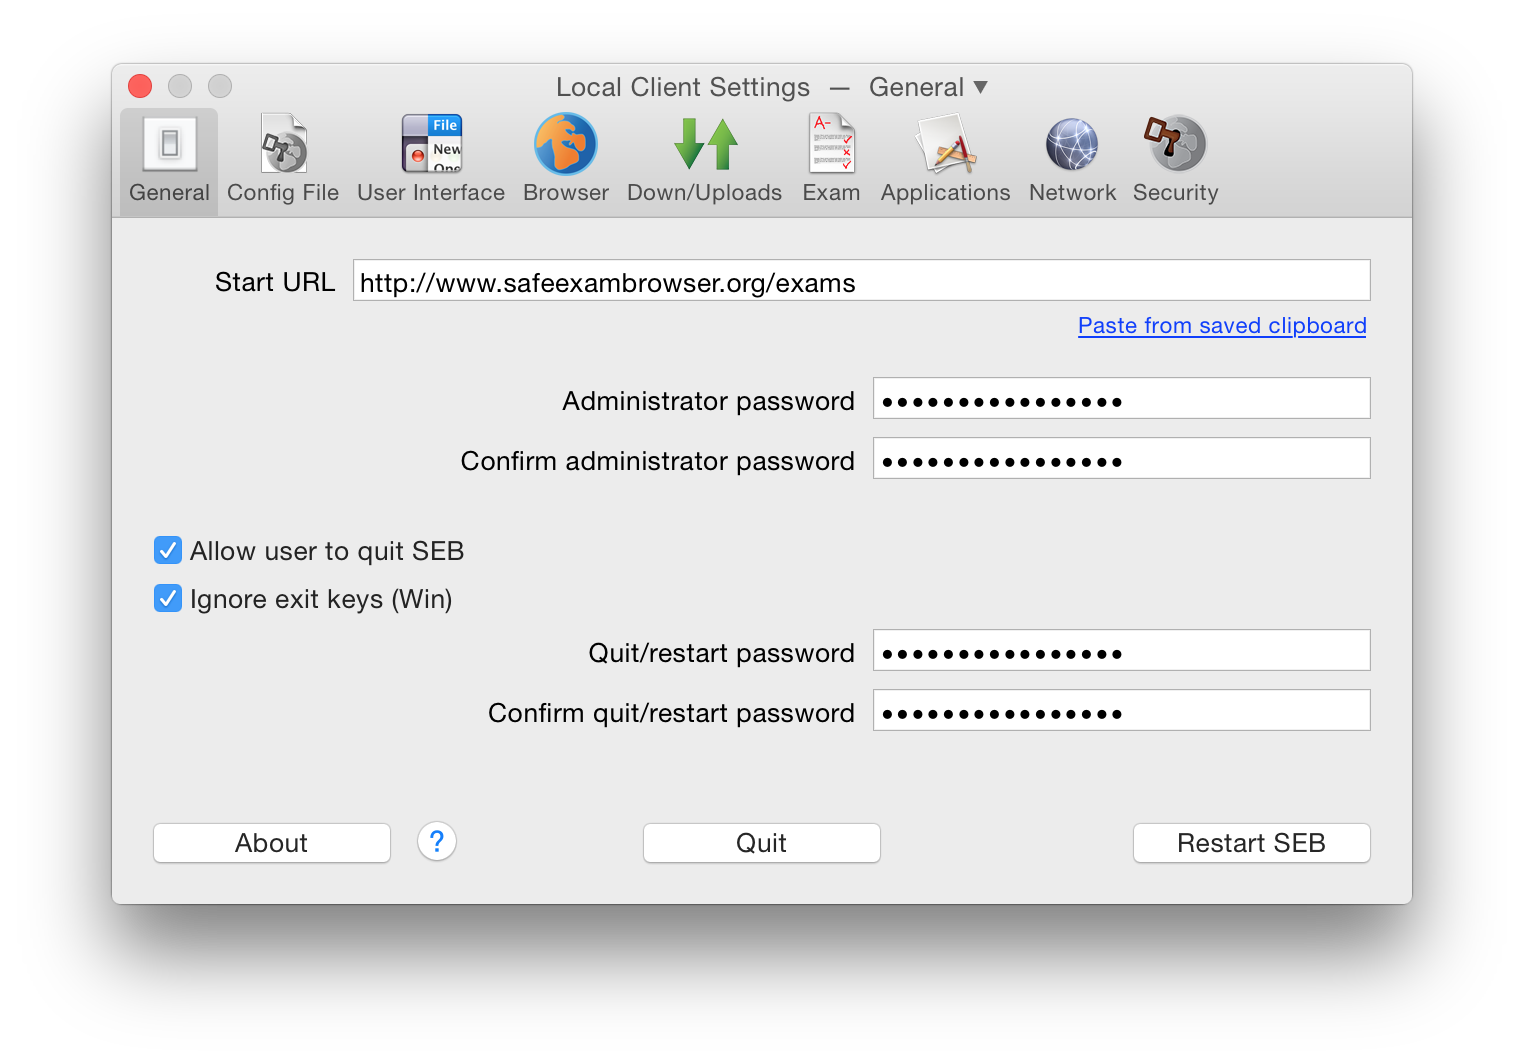 Local Client Settings — General ▼
File
New
A-
General Config File User Interface Browser Down/Uploads Exam Applications Network Security
Start URL http://www.safeexambrowser.org/exams
Paste from saved clipboard
Administrator password ••••••••••••••••
Confirm administrator password ••••••••••••••••
Allow user to quit SEB
Ignore exit keys (Win)
Quit/restart password ••••••••••••••••
Confirm quit/restart password ••••••••••••••••
About ? Quit Restart SEB